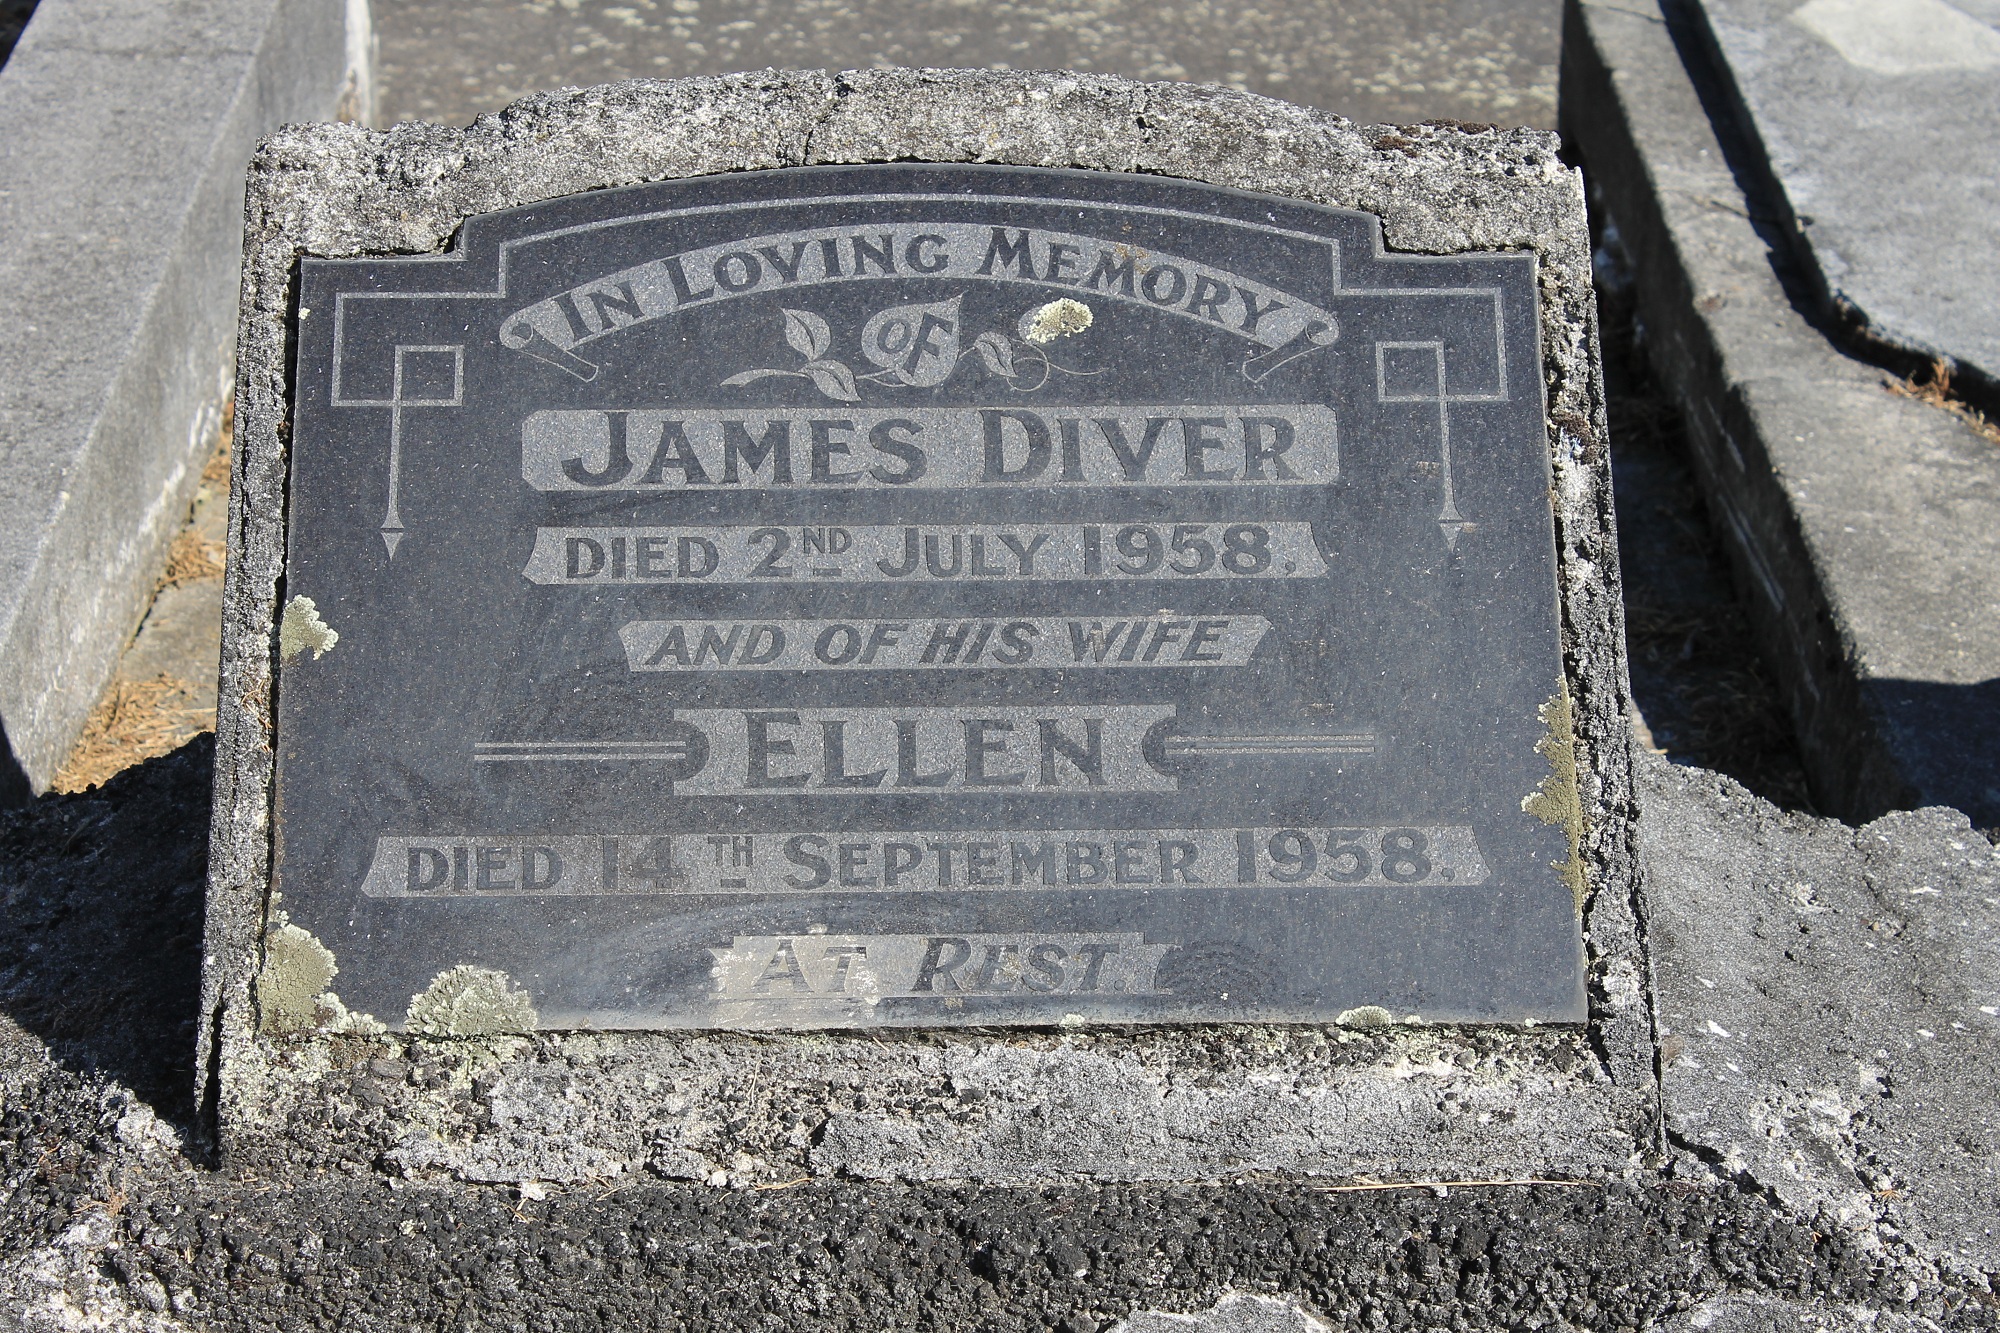 IN LOVING MEMORY
OF
JAMES DIVER
DIED 2ND JULY 1958.
AND OF HIS WIFE
ELLEN
DIED 14TH SEPTEMBER 1958.
AT REST.